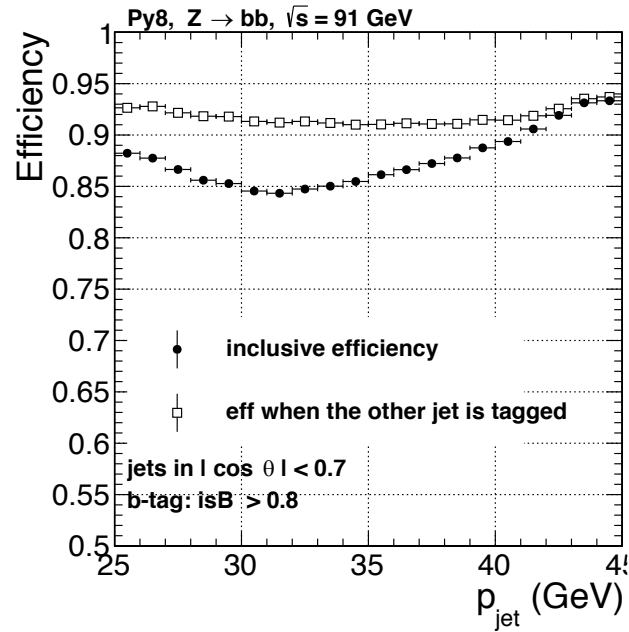 Py8, Z → bb, √s = 91 GeV
Efficiency
1
0.95
0.9
0.85
0.8
0.75
0.7
0.65
0.6
0.55
0.5
inclusive efficiency
eff when the other jet is tagged
jets in | cos θ | < 0.7
b-tag: isB > 0.8
25 30 35 40 45
p_jet (GeV)